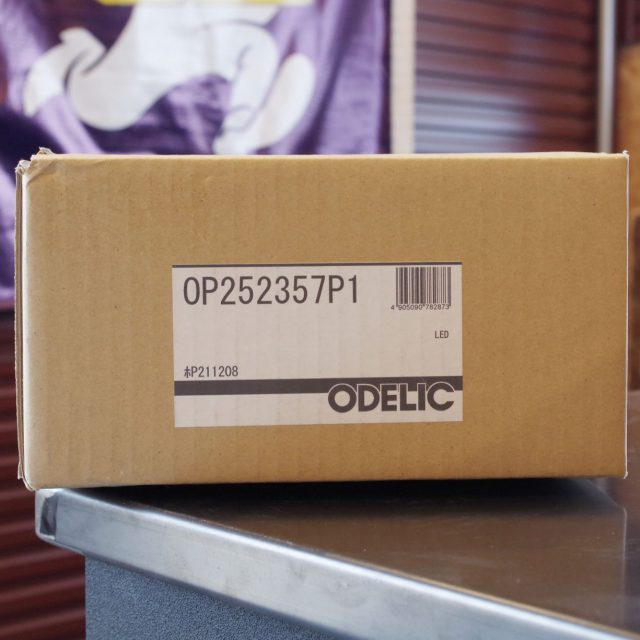 OP252357P1
4 905090 782873
LED
ホP211208
ODELIC